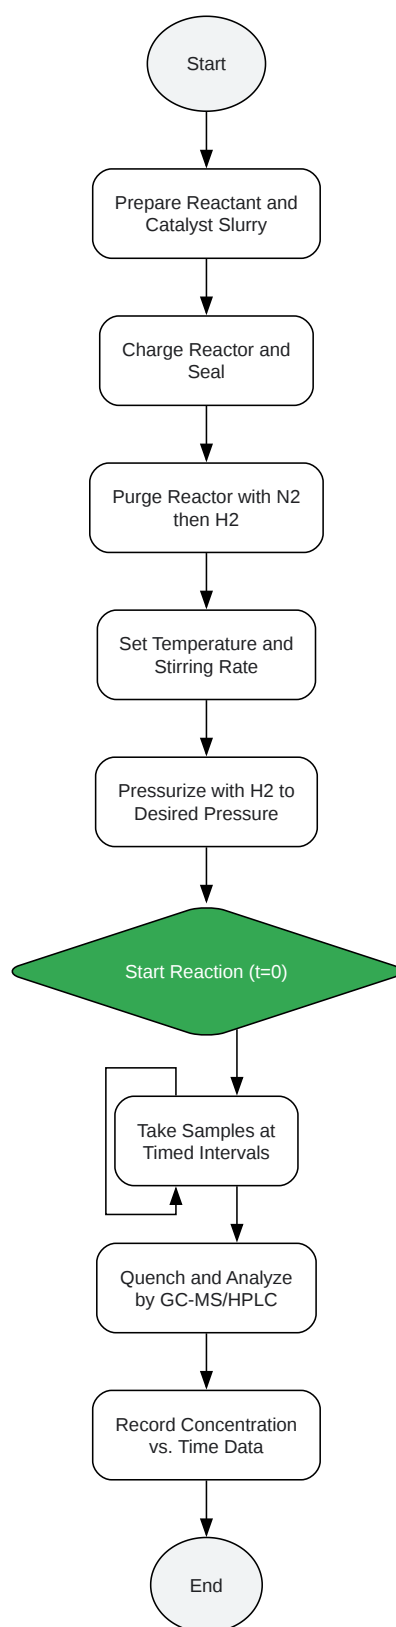 Start
Prepare Reactant and
Catalyst Slurry
Charge Reactor and
Seal
Purge Reactor with N2
then H2
Set Temperature and
Stirring Rate
Pressurize with H2 to
Desired Pressure
Start Reaction (t=0)
Take Samples at
Timed Intervals
Quench and Analyze
by GC-MS/HPLC
Record Concentration
vs. Time Data
End